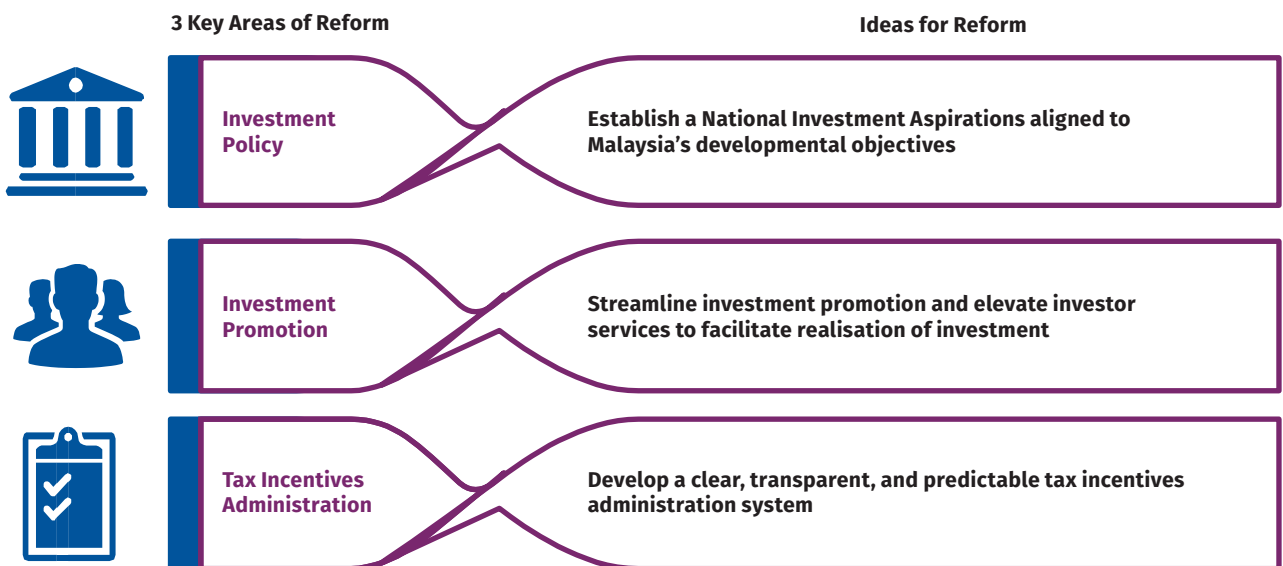 3 Key Areas of Reform
Ideas for Reform
Investment
Policy
Establish a National Investment Aspirations aligned to
Malaysia’s developmental objectives
Investment
Promotion
Streamline investment promotion and elevate investor
services to facilitate realisation of investment
Tax Incentives
Administration
Develop a clear, transparent, and predictable tax incentives
administration system